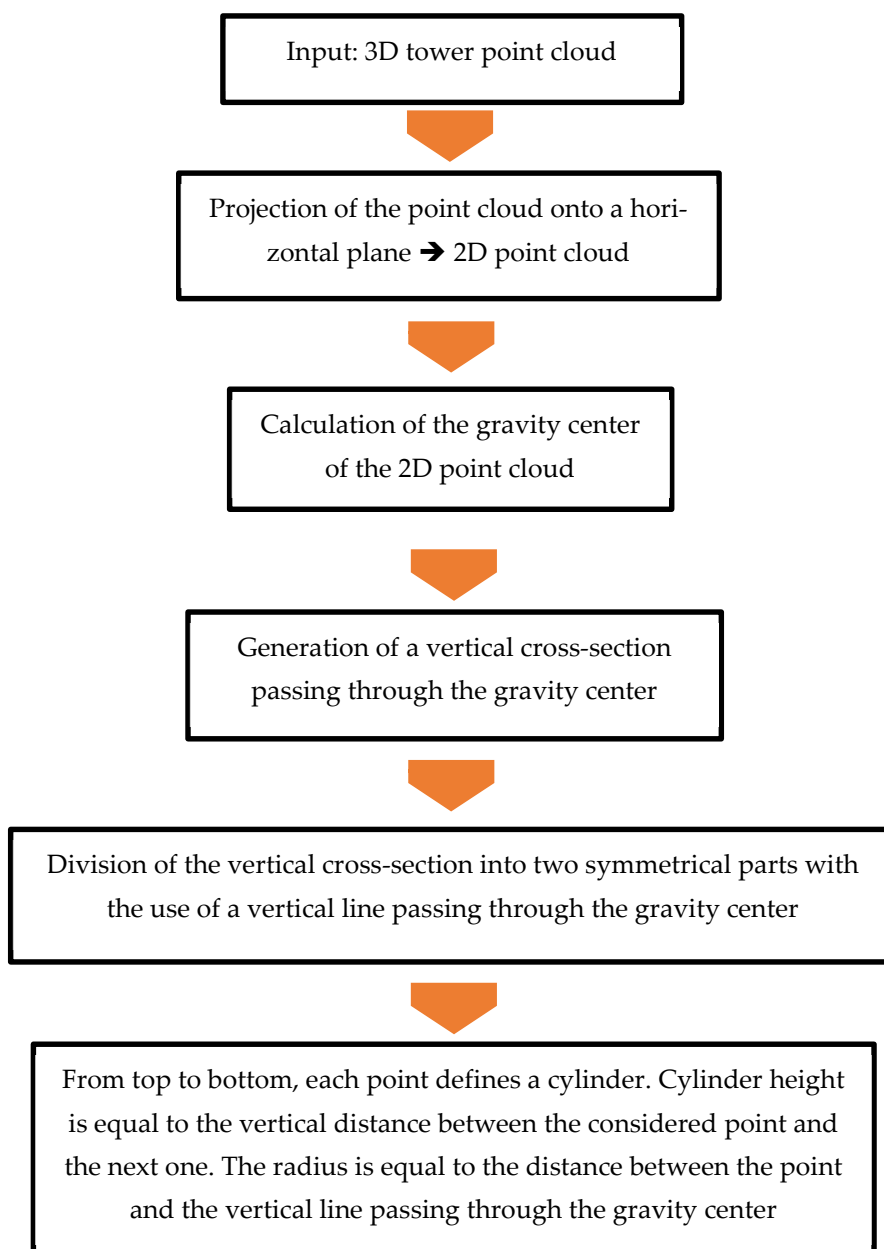 Input: 3D tower point cloud
Projection of the point cloud onto a hori-
zontal plane ➔ 2D point cloud
Calculation of the gravity center
of the 2D point cloud
Generation of a vertical cross-section
passing through the gravity center
Division of the vertical cross-section into two symmetrical parts with
the use of a vertical line passing through the gravity center
From top to bottom, each point defines a cylinder. Cylinder height
is equal to the vertical distance between the considered point and
the next one. The radius is equal to the distance between the point
and the vertical line passing through the gravity center